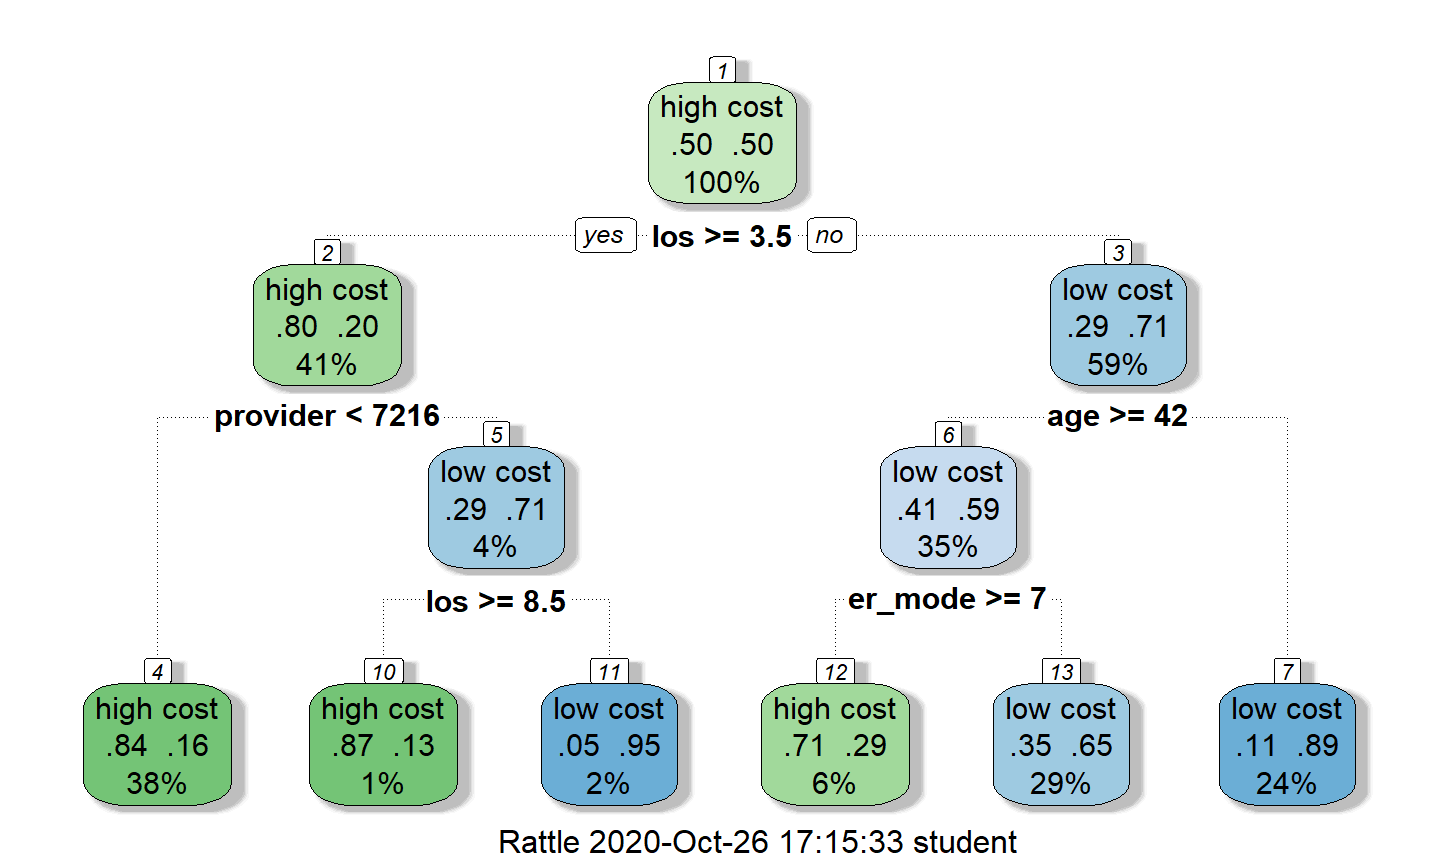 1
high cost
.50 .50
100%
yes los >= 3.5 no
2
high cost
.80 .20
41%
3
low cost
.29 .71
59%
provider < 7216
age >= 42
5
low cost
.29 .71
4%
6
low cost
.41 .59
35%
los >= 8.5
er_mode >= 7
4
high cost
.84 .16
38%
10
high cost
.87 .13
1%
11
low cost
.05 .95
2%
12
high cost
.71 .29
6%
13
low cost
.35 .65
29%
7
low cost
.11 .89
24%
Rattle 2020-Oct-26 17:15:33 student